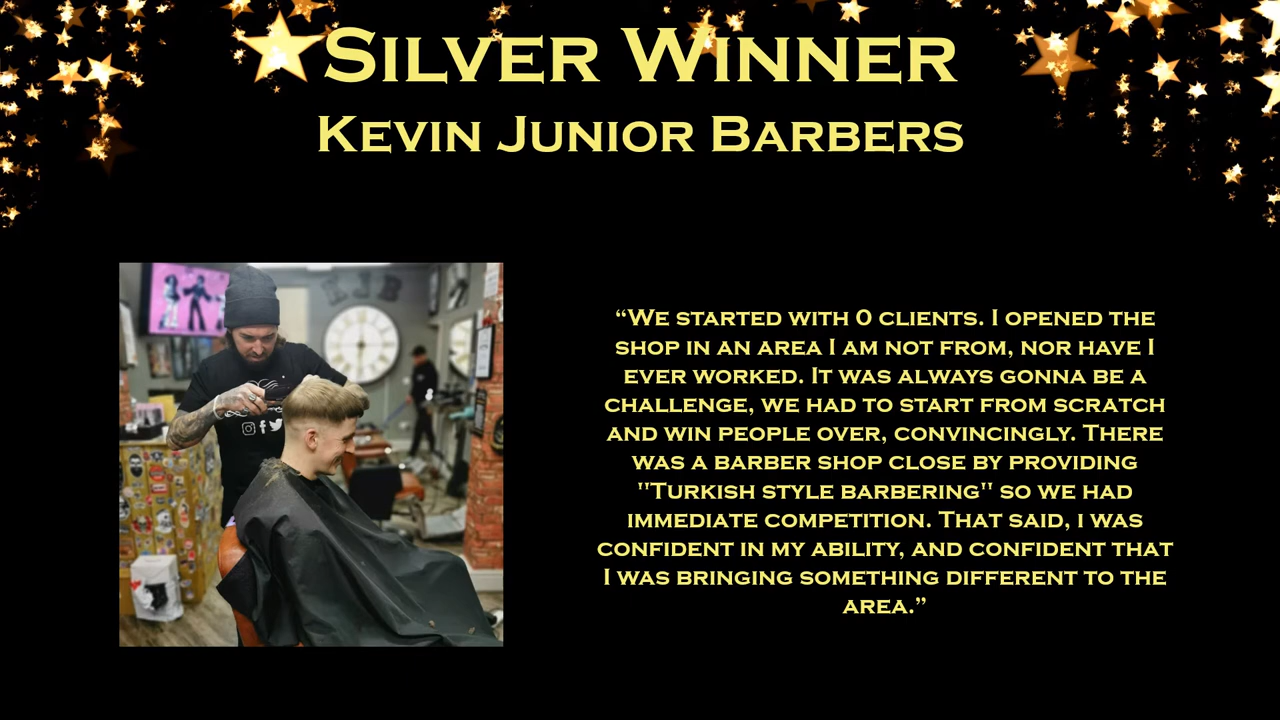 SILVER WINNER
KEVIN JUNIOR BARBERS
KJB
“WE STARTED WITH 0 CLIENTS. I OPENED THE
SHOP IN AN AREA I AM NOT FROM, NOR HAVE I
EVER WORKED. IT WAS ALWAYS GONNA BE A
CHALLENGE, WE HAD TO START FROM SCRATCH
AND WIN PEOPLE OVER, CONVINCINGLY. THERE
WAS A BARBER SHOP CLOSE BY PROVIDING
"TURKISH STYLE BARBERING" SO WE HAD
IMMEDIATE COMPETITION. THAT SAID, I WAS
CONFIDENT IN MY ABILITY, AND CONFIDENT THAT
I WAS BRINGING SOMETHING DIFFERENT TO THE
AREA.”